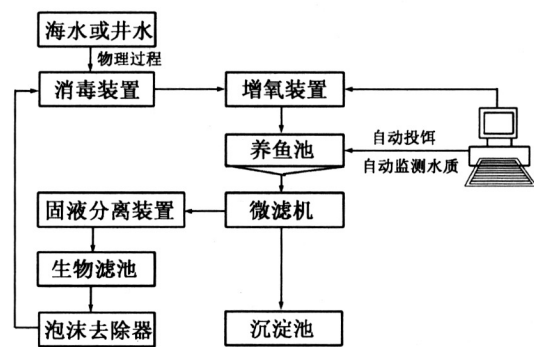 海水或井水
物理过程
消毒装置
增氧装置
自动投饵
养鱼池
自动监测水质
固液分离装置
微滤机
生物滤池
泡沫去除器
沉淀池